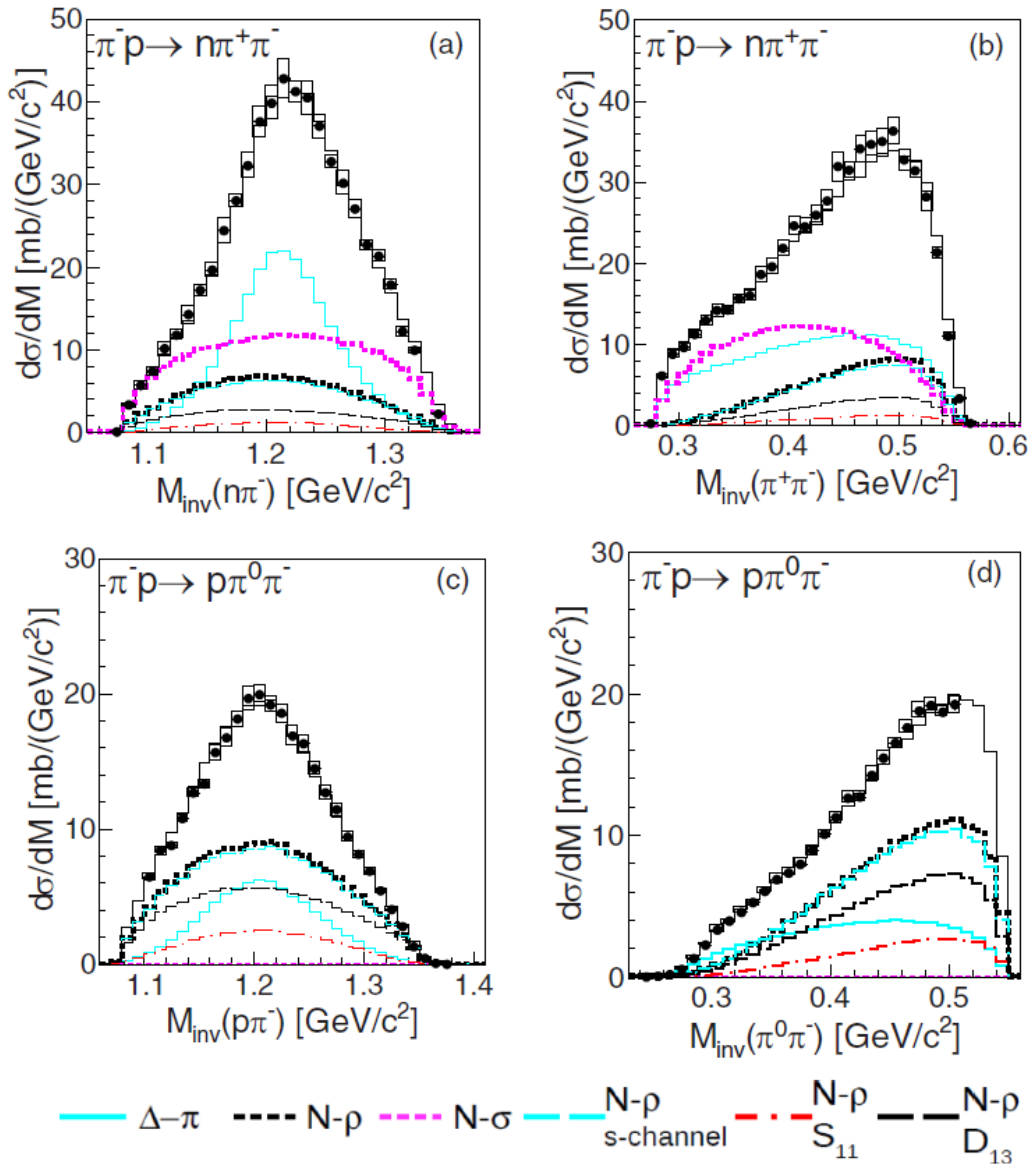 π⁻p→ nπ⁺π⁻ (a)
dσ/dM [mb/(GeV/c²)]
50
40
30
20
10
0
1.1 1.2 1.3
M_inv(nπ⁻) [GeV/c²]
π⁻p→ nπ⁺π⁻ (b)
dσ/dM [mb/(GeV/c²)]
50
40
30
20
10
0
0.3 0.4 0.5 0.6
M_inv(π⁺π⁻) [GeV/c²]
π⁻p→ pπ⁰π⁻ (c)
dσ/dM [mb/(GeV/c²)]
30
20
10
0
1.1 1.2 1.3 1.4
M_inv(pπ⁻) [GeV/c²]
π⁻p→ pπ⁰π⁻ (d)
dσ/dM [mb/(GeV/c²)]
30
20
10
0
0.3 0.4 0.5
M_inv(π⁰π⁻) [GeV/c²]
Δ−π
N-ρ
N-σ
N-ρ
s-channel
N-ρ
S₁₁
N-ρ
D₁₃